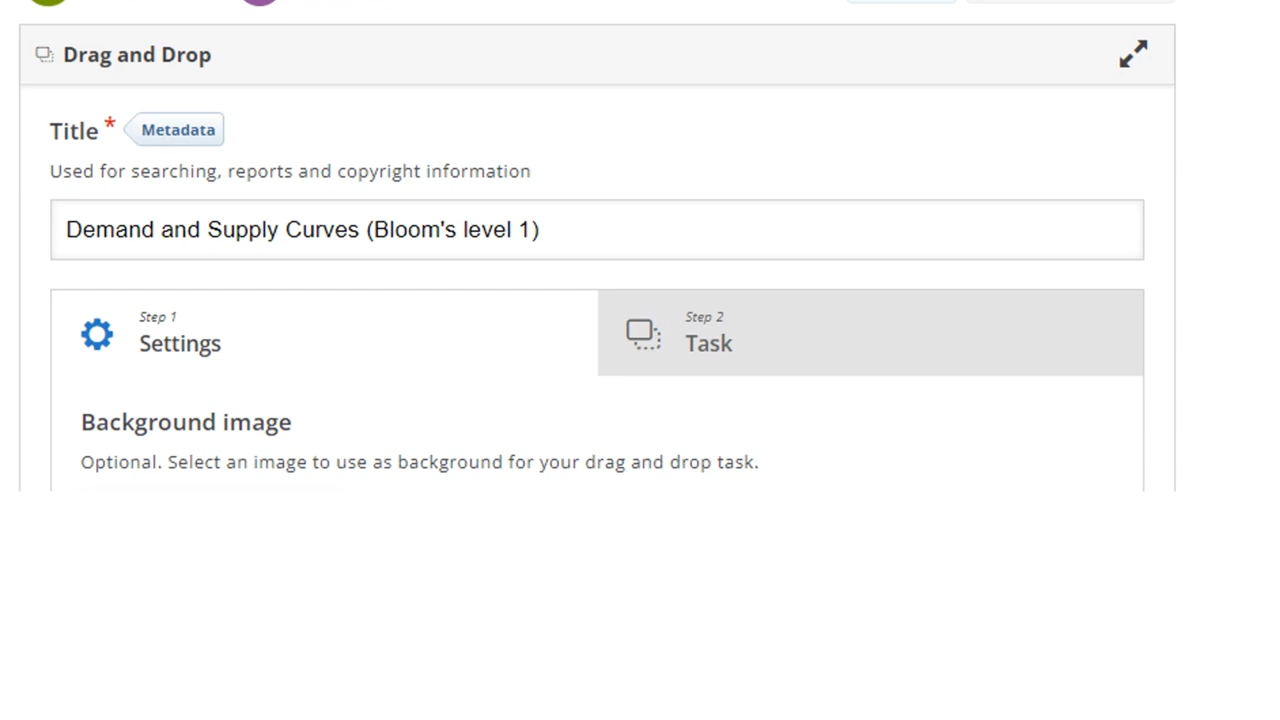 Drag and Drop
Title * Metadata
Used for searching, reports and copyright information
Demand and Supply Curves (Bloom's level 1)
Step 1
Settings
Step 2
Task
Background image
Optional. Select an image to use as background for your drag and drop task.